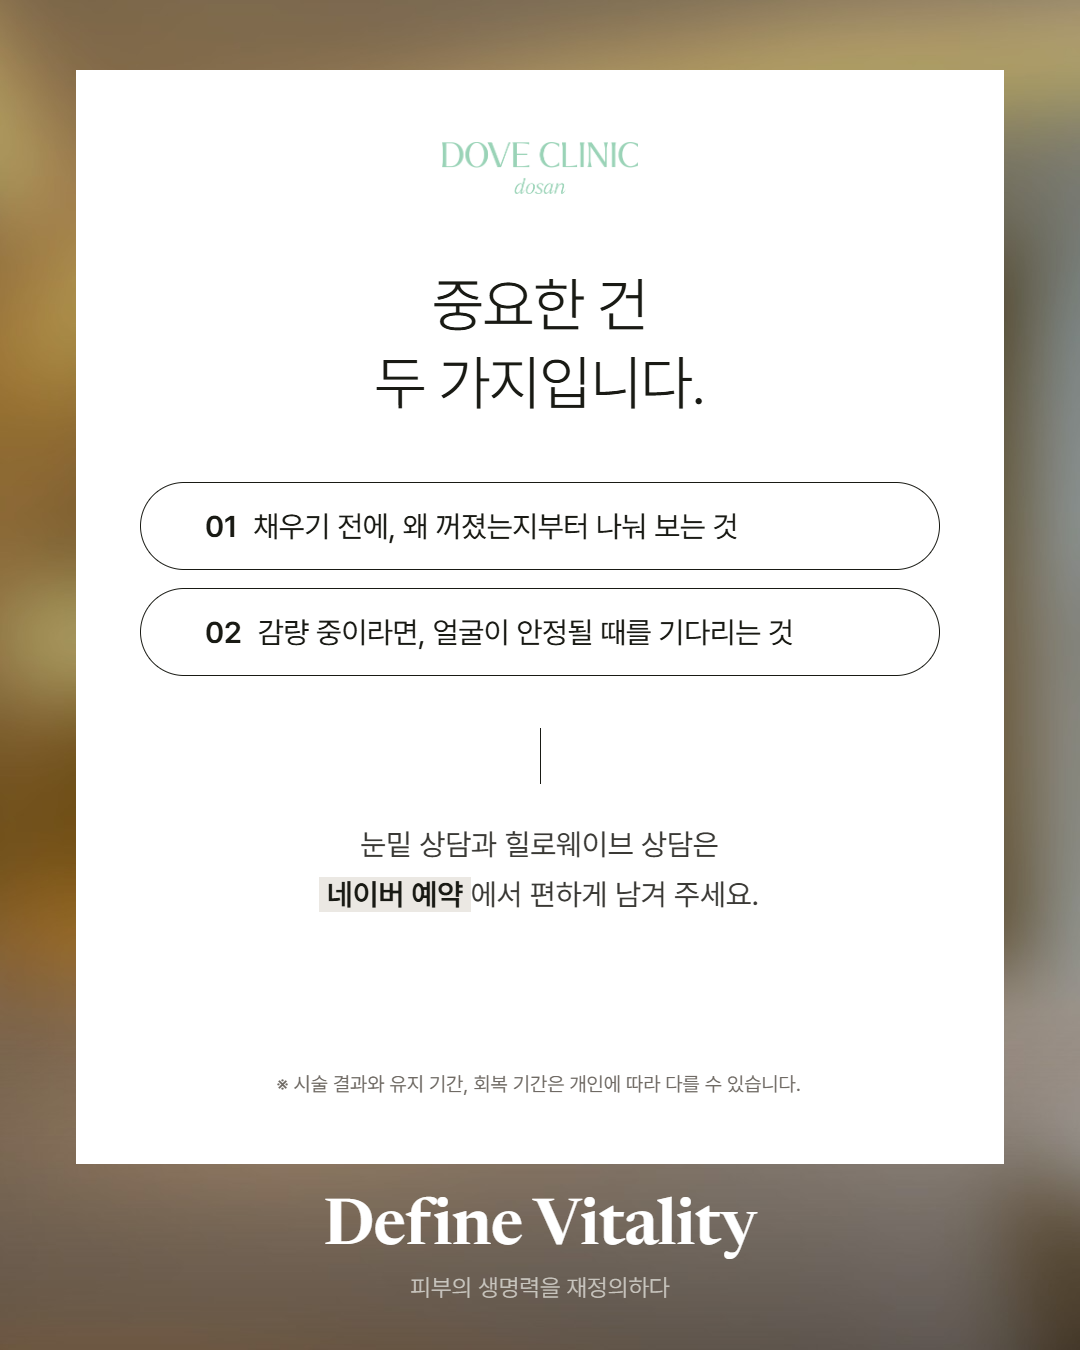 DOVE CLINIC
dosan
중요한 건
두 가지입니다.
01 채우기 전에, 왜 꺼졌는지부터 나눠 보는 것
02 감량 중이라면, 얼굴이 안정될 때를 기다리는 것
눈밑 상담과 힐로웨이브 상담은
네이버 예약에서 편하게 남겨 주세요.
※ 시술 결과와 유지 기간, 회복 기간은 개인에 따라 다를 수 있습니다.
Define Vitality
피부의 생명력을 재정의하다